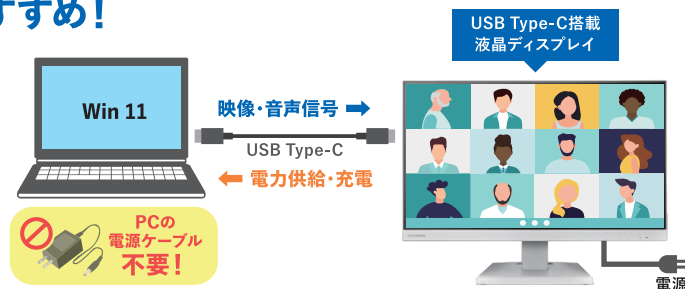 すすめ！
USB Type-C搭載
液晶ディスプレイ
Win 11
映像・音声信号 ➡
USB Type-C
⬅ 電力供給・充電
PCの
電源ケーブル
不要！
電源